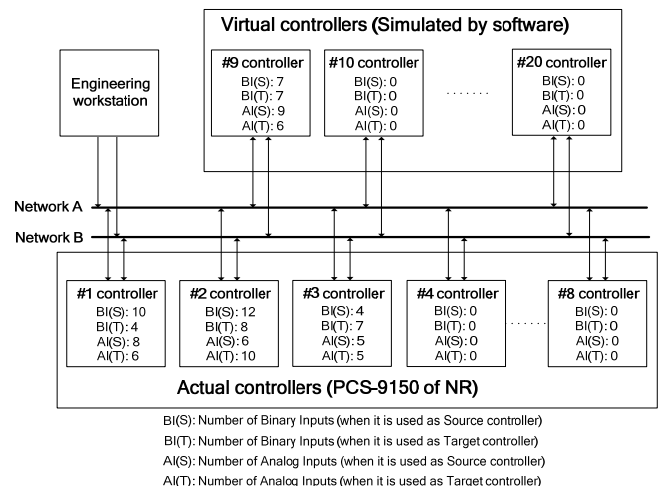 Virtual controllers (Simulated by software)
Engineering
workstation
#9 controller
BI(S): 7
BI(T): 7
AI(S): 9
AI(T): 6
#10 controller
BI(S): 0
BI(T): 0
AI(S): 0
AI(T): 0
.......
#20 controller
BI(S): 0
BI(T): 0
AI(S): 0
AI(T): 0
Network A
Network B
#1 controller
BI(S): 10
BI(T): 4
AI(S): 8
AI(T): 6
#2 controller
BI(S): 12
BI(T): 8
AI(S): 6
AI(T): 10
#3 controller
BI(S): 4
BI(T): 7
AI(S): 5
AI(T): 5
#4 controller
BI(S): 0
BI(T): 0
AI(S): 0
AI(T): 0
.......
#8 controller
BI(S): 0
BI(T): 0
AI(S): 0
AI(T): 0
Actual controllers (PCS-9150 of NR)
BI(S): Number of Binary Inputs (when it is used as Source controller)
BI(T): Number of Binary Inputs (when it is used as Target controller)
AI(S): Number of Analog Inputs (when it is used as Source controller)
AI(T): Number of Analog Inputs (when it is used as Target controller)